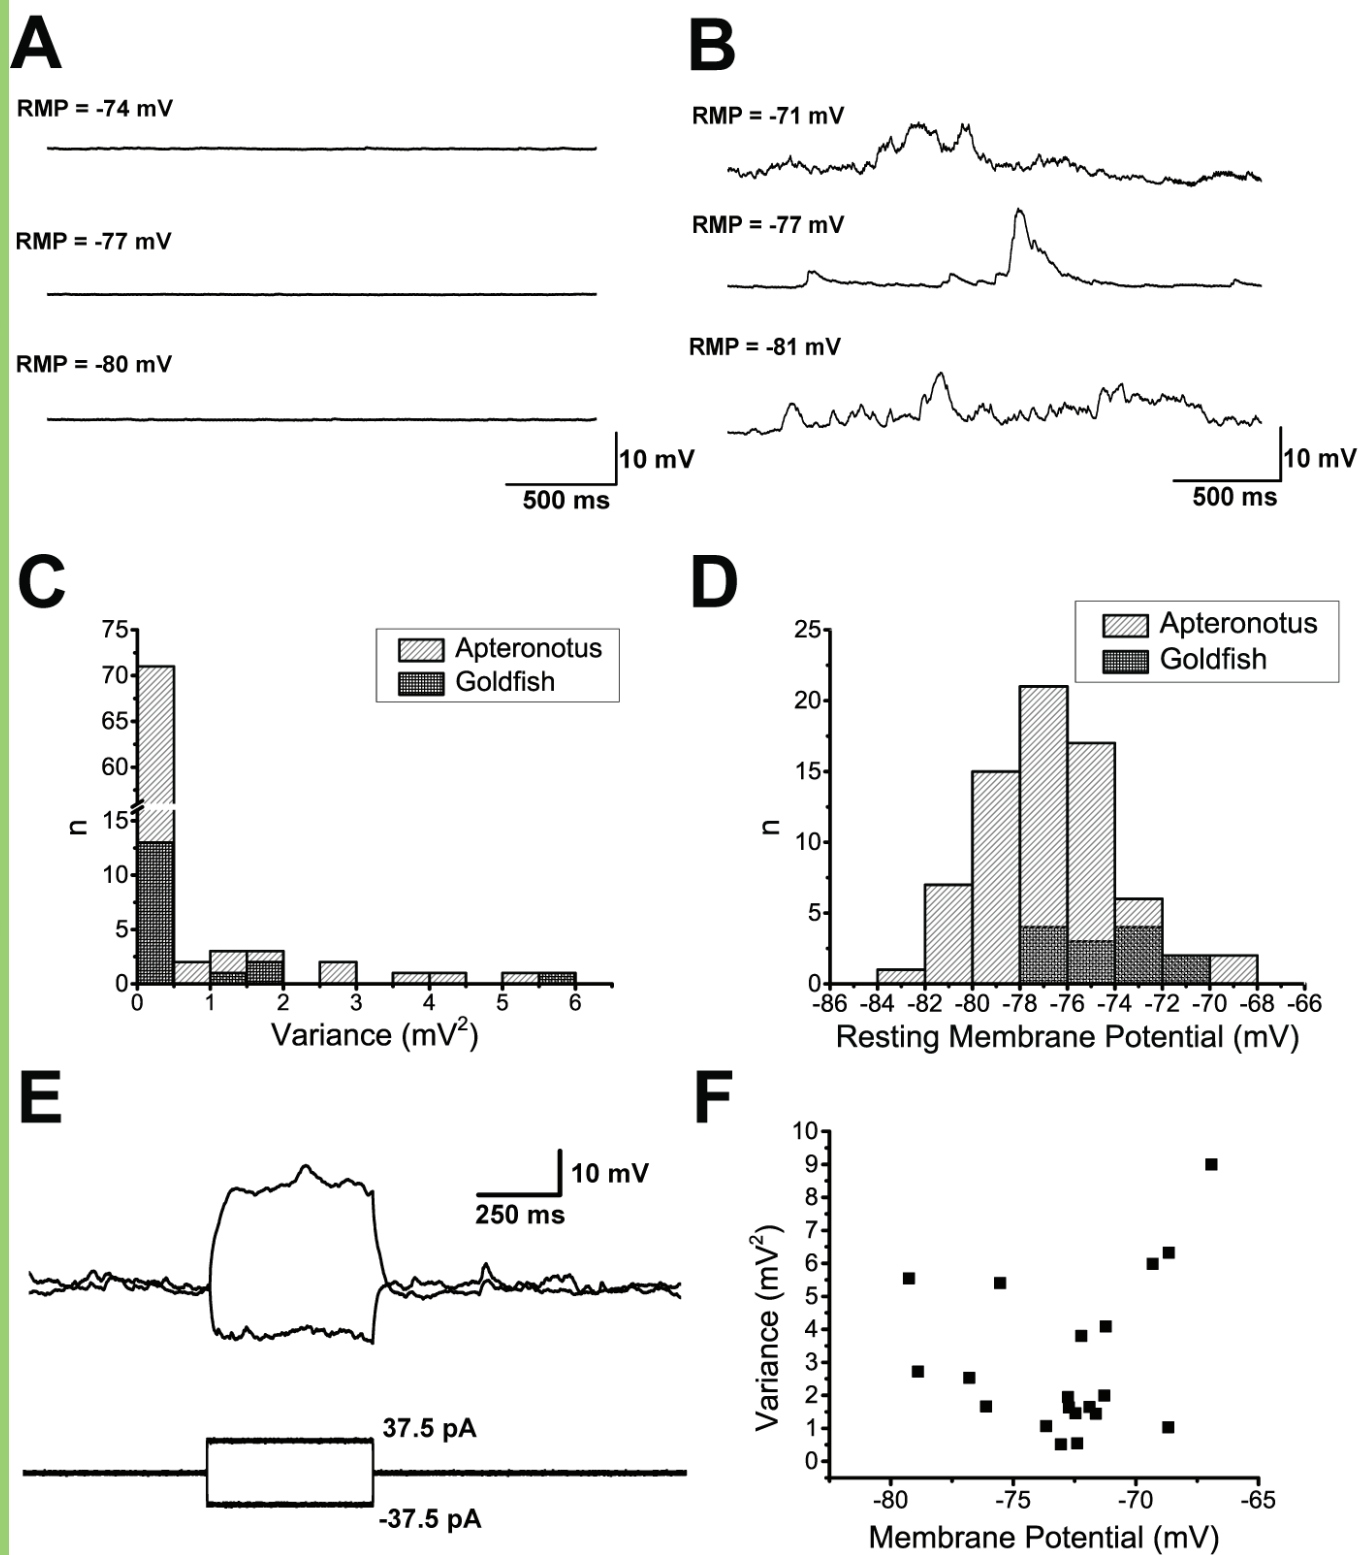 A
RMP = -74 mV
RMP = -77 mV
RMP = -80 mV
10 mV
500 ms
B
RMP = -71 mV
RMP = -77 mV
RMP = -81 mV
10 mV
500 ms
C
75
70
65
60
15
10
5
0
n
Apteronotus
Goldfish
0 1 2 3 4 5 6
Variance (mV²)
D
25
20
15
10
5
0
n
Apteronotus
Goldfish
-86 -84 -82 -80 -78 -76 -74 -72 -70 -68 -66
Resting Membrane Potential (mV)
E
10 mV
250 ms
37.5 pA
-37.5 pA
F
10
9
8
7
6
5
4
3
2
1
0
Variance (mV²)
-80 -75 -70 -65
Membrane Potential (mV)